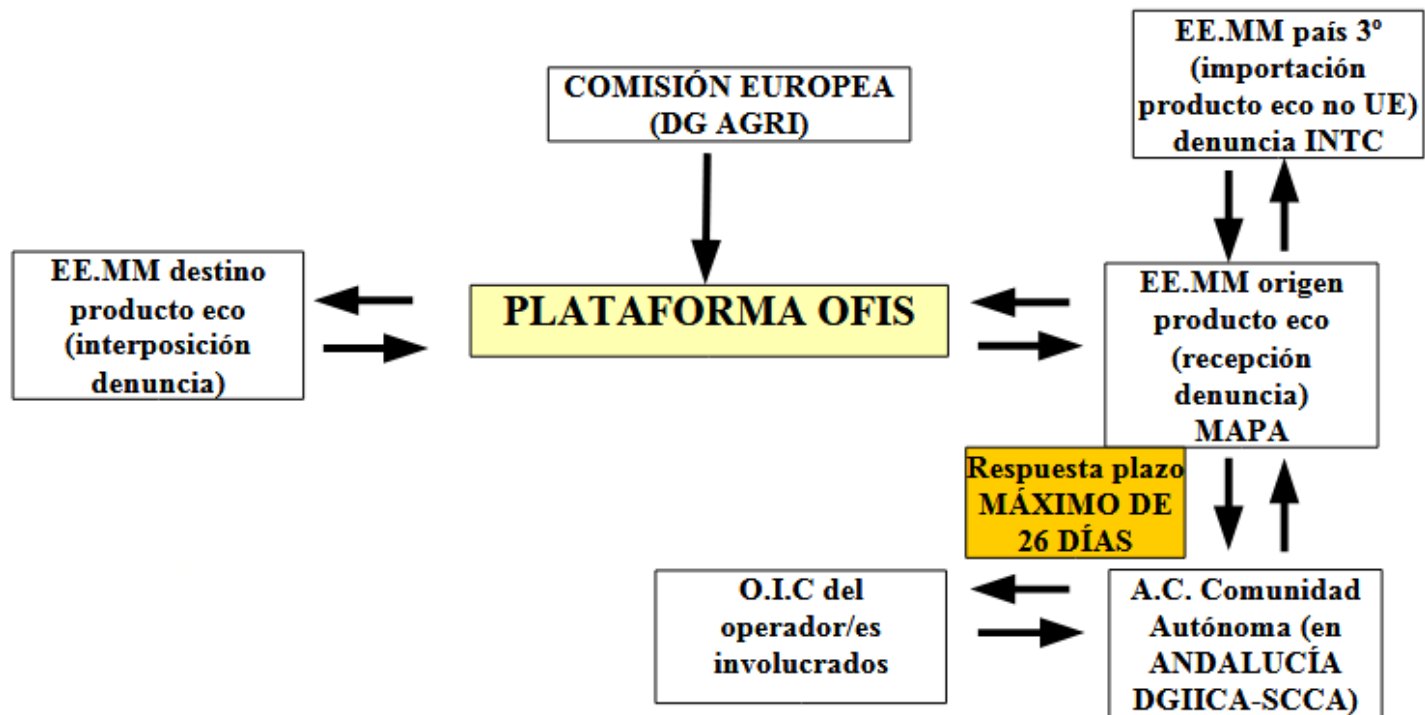 COMISIÓN EUROPEA
(DG AGRI)
EE.MM país 3º
(importación
producto eco no UE)
denuncia INTC
EE.MM destino
producto eco
(interposición
denuncia)
PLATAFORMA OFIS
EE.MM origen
producto eco
(recepción
denuncia)
MAPA
Respuesta plazo
MÁXIMO DE
26 DÍAS
O.I.C del
operador/es
involucrados
A.C. Comunidad
Autónoma (en
ANDALUCÍA
DGIICA-SCCA)